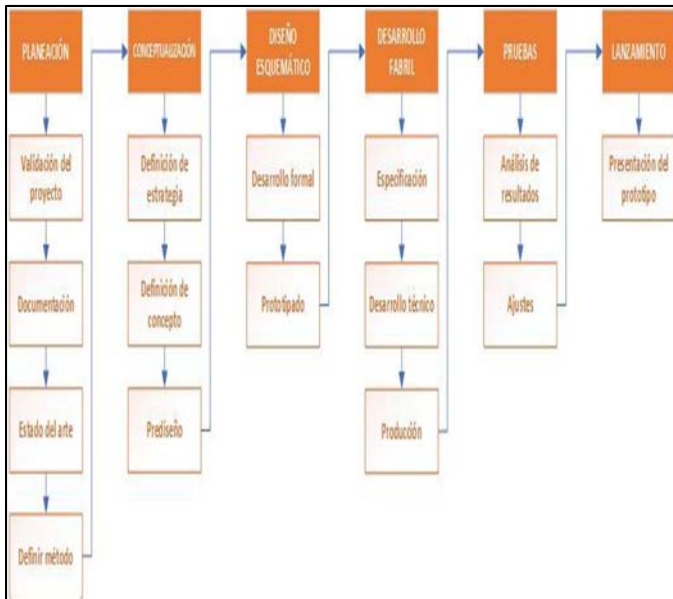 PLANEACIÓN
Validación del
proyecto
Documentación
Estado del arte
Definir método
CONCEPTUALIZACIÓN
Definición de
estrategia
Definición de
concepto
Prediseño
DISEÑO
ESQUEMÁTICO
Desarrollo formal
Prototipado
DESARROLLO
FABRIL
Especificación
Desarrollo técnico
Producción
PRUEBAS
Análisis de
resultados
Ajustes
LANZAMIENTO
Presentación del
prototipo